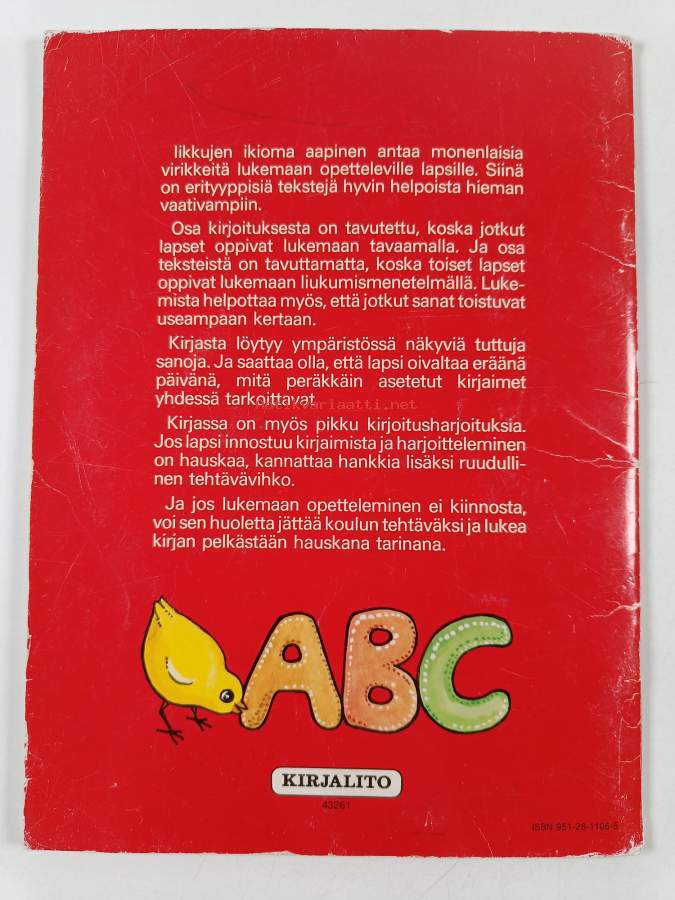 Iikkujen ikioma aapinen antaa monenlaisia
virikkeitä lukemaan opetteleville lapsille. Siinä
on erityyppisiä tekstejä hyvin helpoista hieman
vaativampiin.
Osa kirjoituksesta on tavutettu, koska jotkut
lapset oppivat lukemaan tavaamalla. Ja osa
teksteistä on tavuttamatta, koska toiset lapset
oppivat lukemaan liukumismenetelmällä. Luke-
mista helpottaa myös, että jotkut sanat toistuvat
useampaan kertaan.
Kirjasta löytyy ympäristössä näkyviä tuttuja
sanoja. Ja saattaa olla, että lapsi oivaltaa eräänä
päivänä, mitä peräkkäin asetetut kirjaimet
yhdessä tarkoittavat.
antikvariaatti.net
Kirjassa on myös pikku kirjoitusharjoituksia.
Jos lapsi innostuu kirjaimista ja harjoitteleminen
on hauskaa, kannattaa hankkia lisäksi ruudulli-
nen tehtävävihko.
Ja jos lukemaan opetteleminen ei kiinnosta,
voi sen huoletta jättää koulun tehtäväksi ja lukea
kirjan pelkästään hauskana tarinana.
ABC
KIRJALITO
43261
ISBN 951-28-1106-5